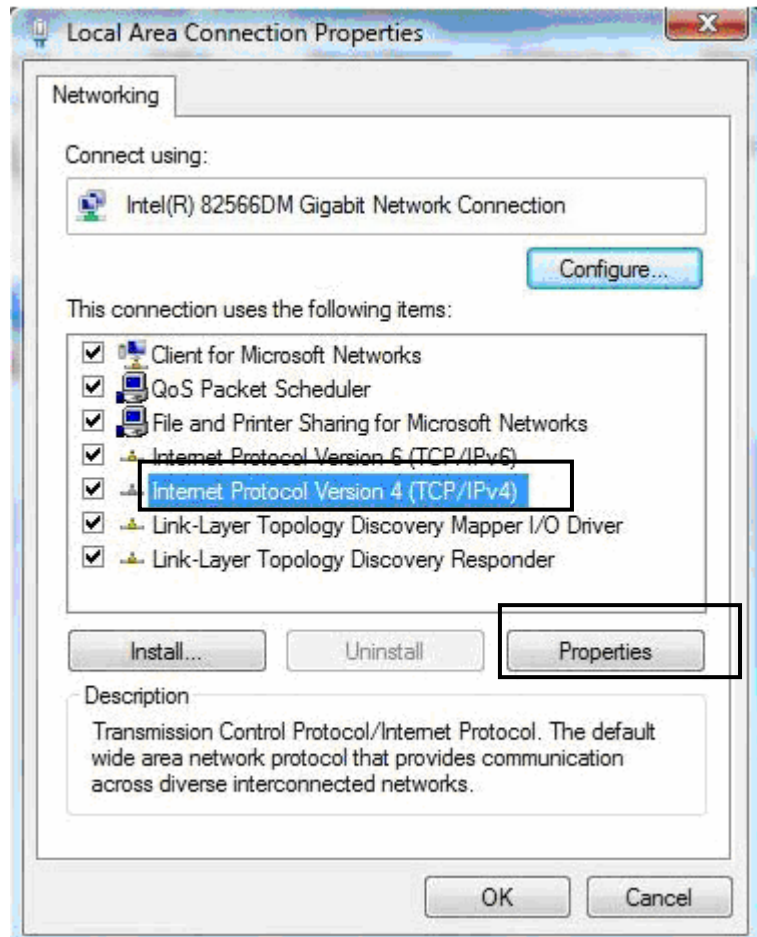 Local Area Connection Properties
Networking
Connect using:
Intel(R) 82566DM Gigabit Network Connection
Configure...
This connection uses the following items:
Client for Microsoft Networks
QoS Packet Scheduler
File and Printer Sharing for Microsoft Networks
Internet Protocol Version 6 (TCP/IPv6)
Internet Protocol Version 4 (TCP/IPv4)
Link-Layer Topology Discovery Mapper I/O Driver
Link-Layer Topology Discovery Responder
Install... Uninstall Properties
Description
Transmission Control Protocol/Internet Protocol. The default
wide area network protocol that provides communication
across diverse interconnected networks.
OK Cancel